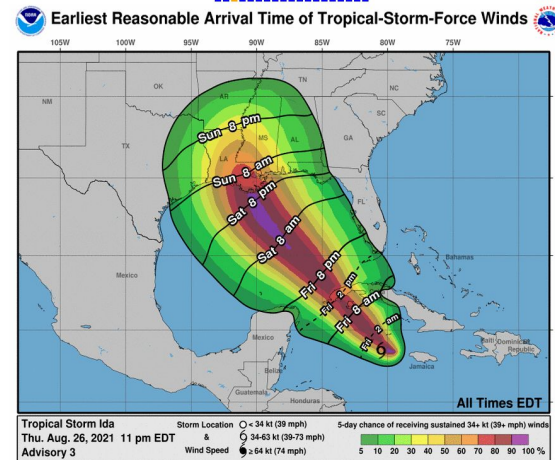 NOAA
Earliest Reasonable Arrival Time of Tropical-Storm-Force Winds
105W 100W 95W 90W 85W 80W 75W
NM
OK
AR
TN
NC
SC
TX
LA
MS
AL
GA
FL
Sun 8 pm
Sun 8 am
Sat 8 pm
Sat 8 am
Fri 8 pm
Fri 2 pm
Fri 8 am
Fri 2 am
Bahamas
Mexico
Mexico
Belize
Guatemala
Honduras
Jamaica
Haiti
Dominican
Republic
All Times EDT
Tropical Storm Ida
Thu. Aug. 26, 2021 11 pm EDT
Advisory 3
Storm Location
&
Wind Speed
< 34 kt (39 mph)
34-63 kt (39-73 mph)
≥ 64 kt (74 mph)
5-day chance of receiving sustained 34+ kt (39+ mph) winds
5 10 20 30 40 50 60 70 80 90 100 %